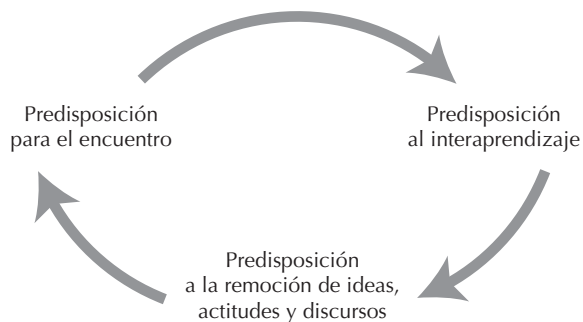 Predisposición
para el encuentro
Predisposición
al interaprendizaje
Predisposición
a la remoción de ideas,
actitudes y discursos